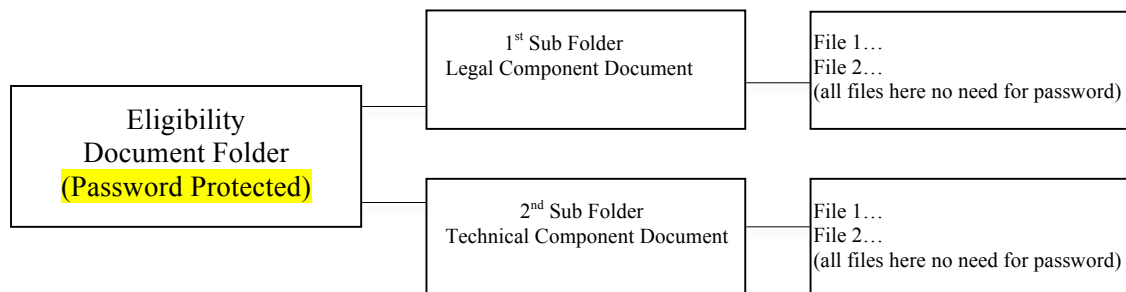 Eligibility
Document Folder
(Password Protected)
1st Sub Folder
Legal Component Document
File 1…
File 2…
(all files here no need for password)
2nd Sub Folder
Technical Component Document
File 1…
File 2…
(all files here no need for password)